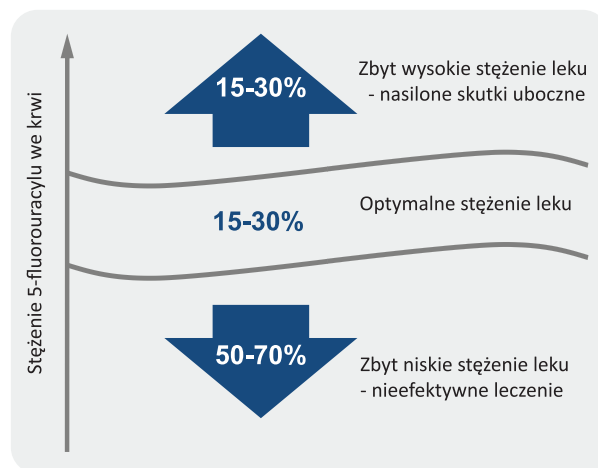 Stężenie 5-fluorouracylu we krwi
15-30%
Zbyt wysokie stężenie leku
- nasilone skutki uboczne
15-30%
Optymalne stężenie leku
50-70%
Zbyt niskie stężenie leku
- nieefektywne leczenie